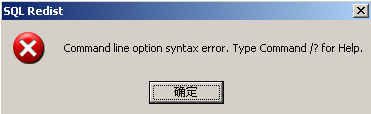 SQL Redist
Command line option syntax error. Type Command /? for Help.
确定